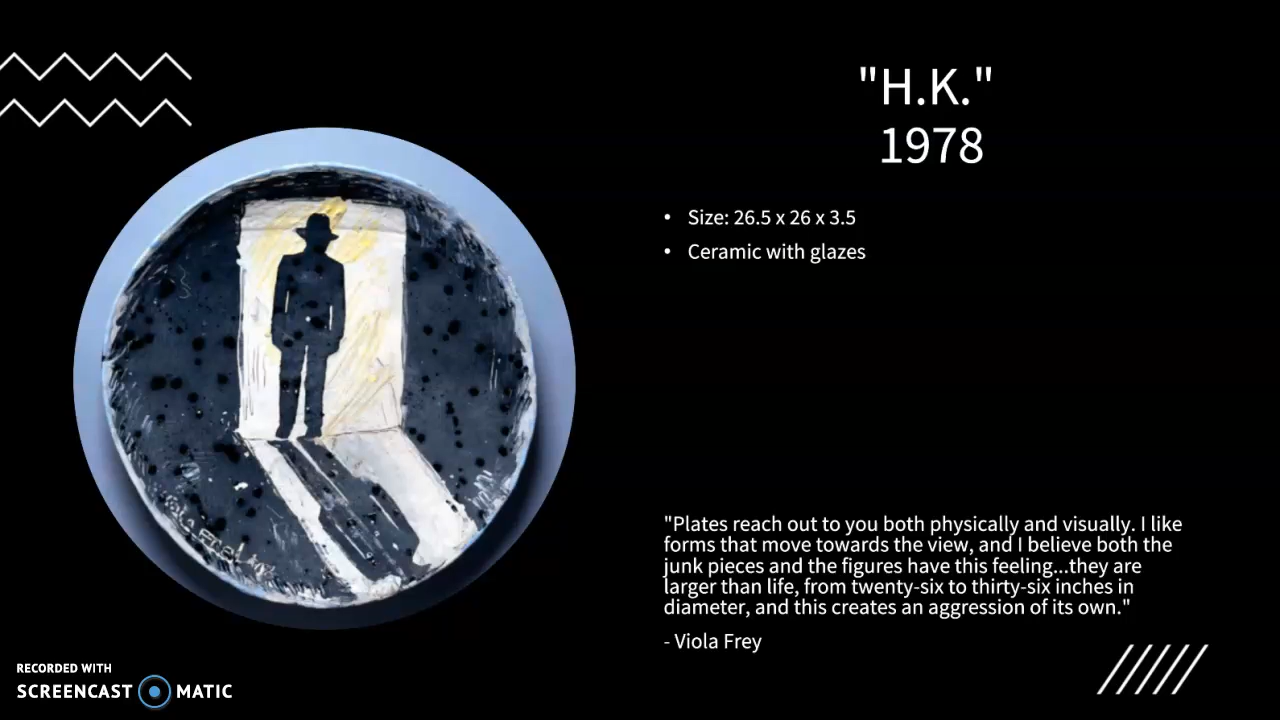 "H.K."
1978
• Size: 26.5 x 26 x 3.5
• Ceramic with glazes
"Plates reach out to you both physically and visually. I like
forms that move towards the view, and I believe both the
junk pieces and the figures have this feeling...they are
larger than life, from twenty-six to thirty-six inches in
diameter, and this creates an aggression of its own."
- Viola Frey
RECORDED WITH
SCREENCAST MATIC